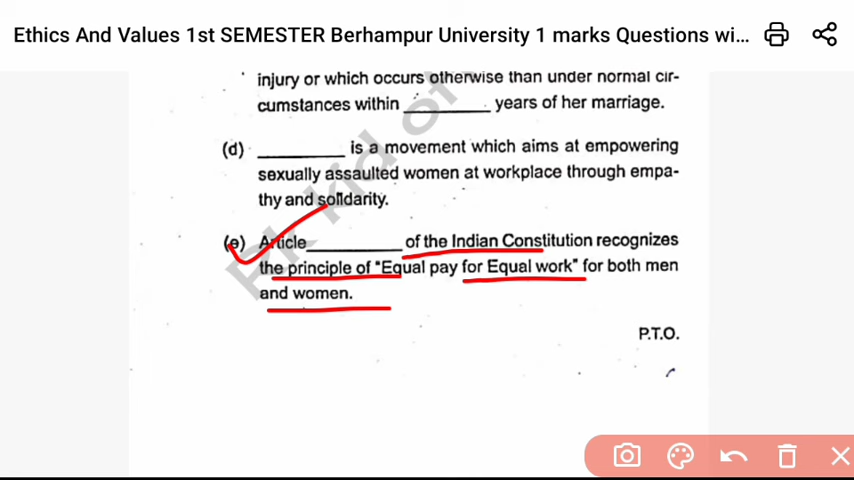 Ethics And Values 1st SEMESTER Berhampur University 1 marks Questions wi...
injury or which occurs otherwise than under normal cir-
cumstances within ________ years of her marriage.
(d) ________ is a movement which aims at empowering
sexually assaulted women at workplace through empa-
thy and solidarity.
(e) Article________ of the Indian Constitution recognizes
the principle of "Equal pay for Equal work" for both men
and women.
P.T.O.